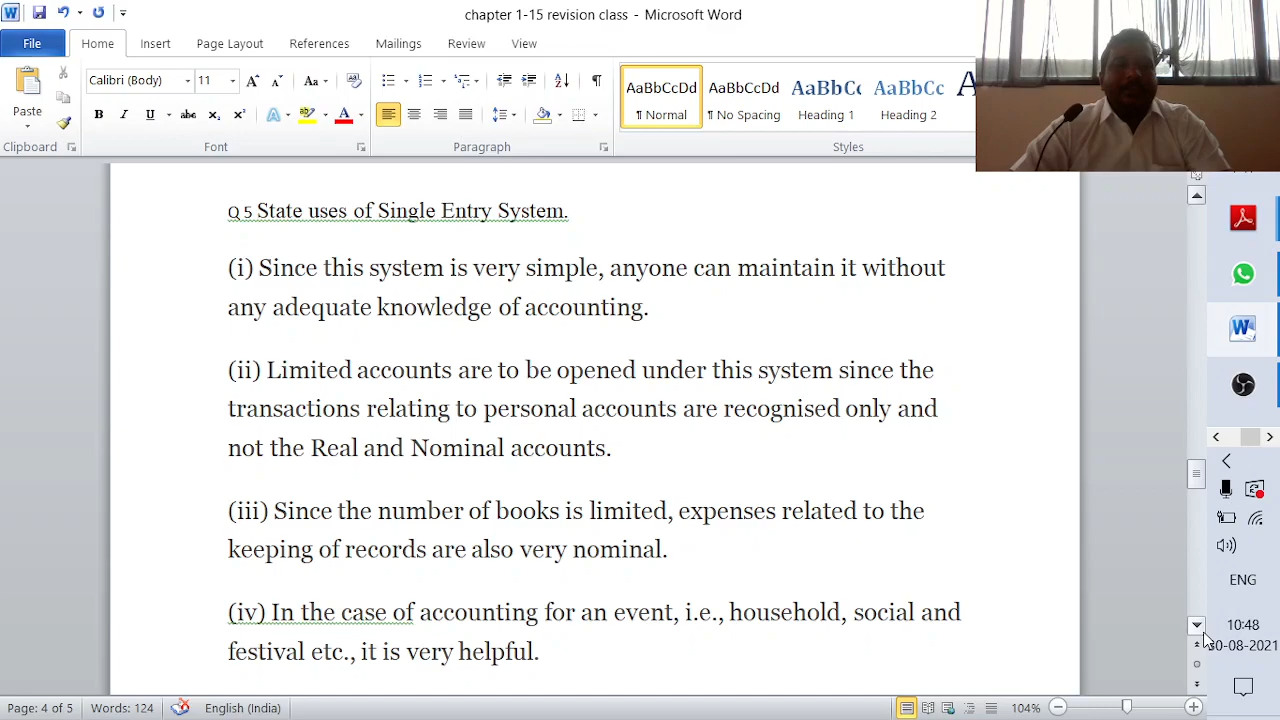 chapter 1-15 revision class - Microsoft Word
File Home Insert Page Layout References Mailings Review View
Calibri (Body) 11
Paste
AaBbCcDd AaBbCcDd AaBbCc AaBbCc
¶ Normal ¶ No Spacing Heading 1 Heading 2
Clipboard Font Paragraph Styles
Q 5 State uses of Single Entry System.
(i) Since this system is very simple, anyone can maintain it without
any adequate knowledge of accounting.
(ii) Limited accounts are to be opened under this system since the
transactions relating to personal accounts are recognised only and
not the Real and Nominal accounts.
(iii) Since the number of books is limited, expenses related to the
keeping of records are also very nominal.
(iv) In the case of accounting for an event, i.e., household, social and
festival etc., it is very helpful.
ENG
10:48
30-08-2021
Page: 4 of 5 Words: 124 English (India) 104%